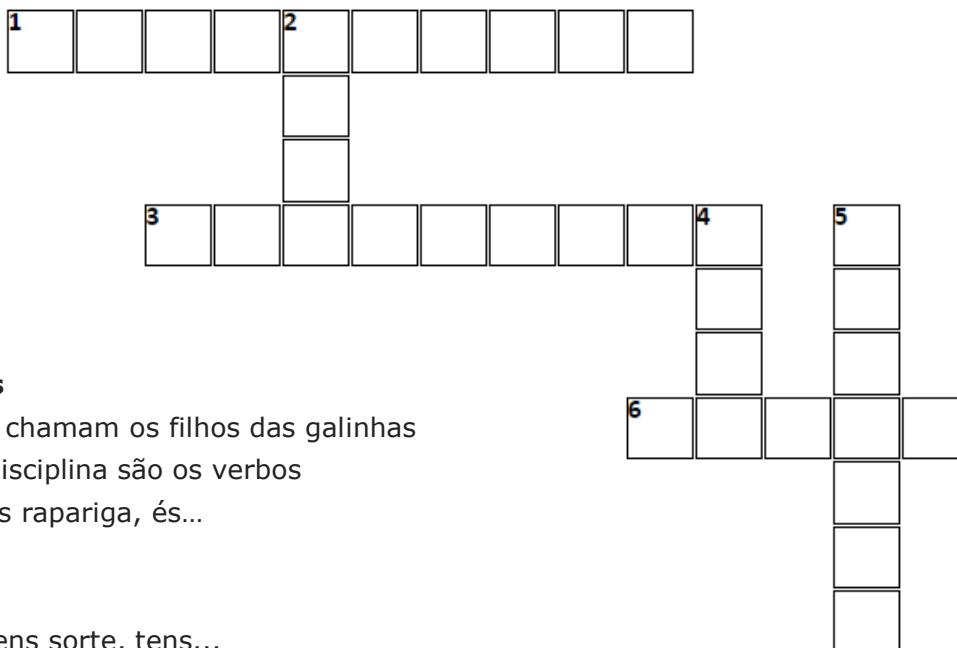 1 2
3 4 5
6
s
chamam os filhos das galinhas
isciplina são os verbos
s rapariga, és…
ens sorte, tens...